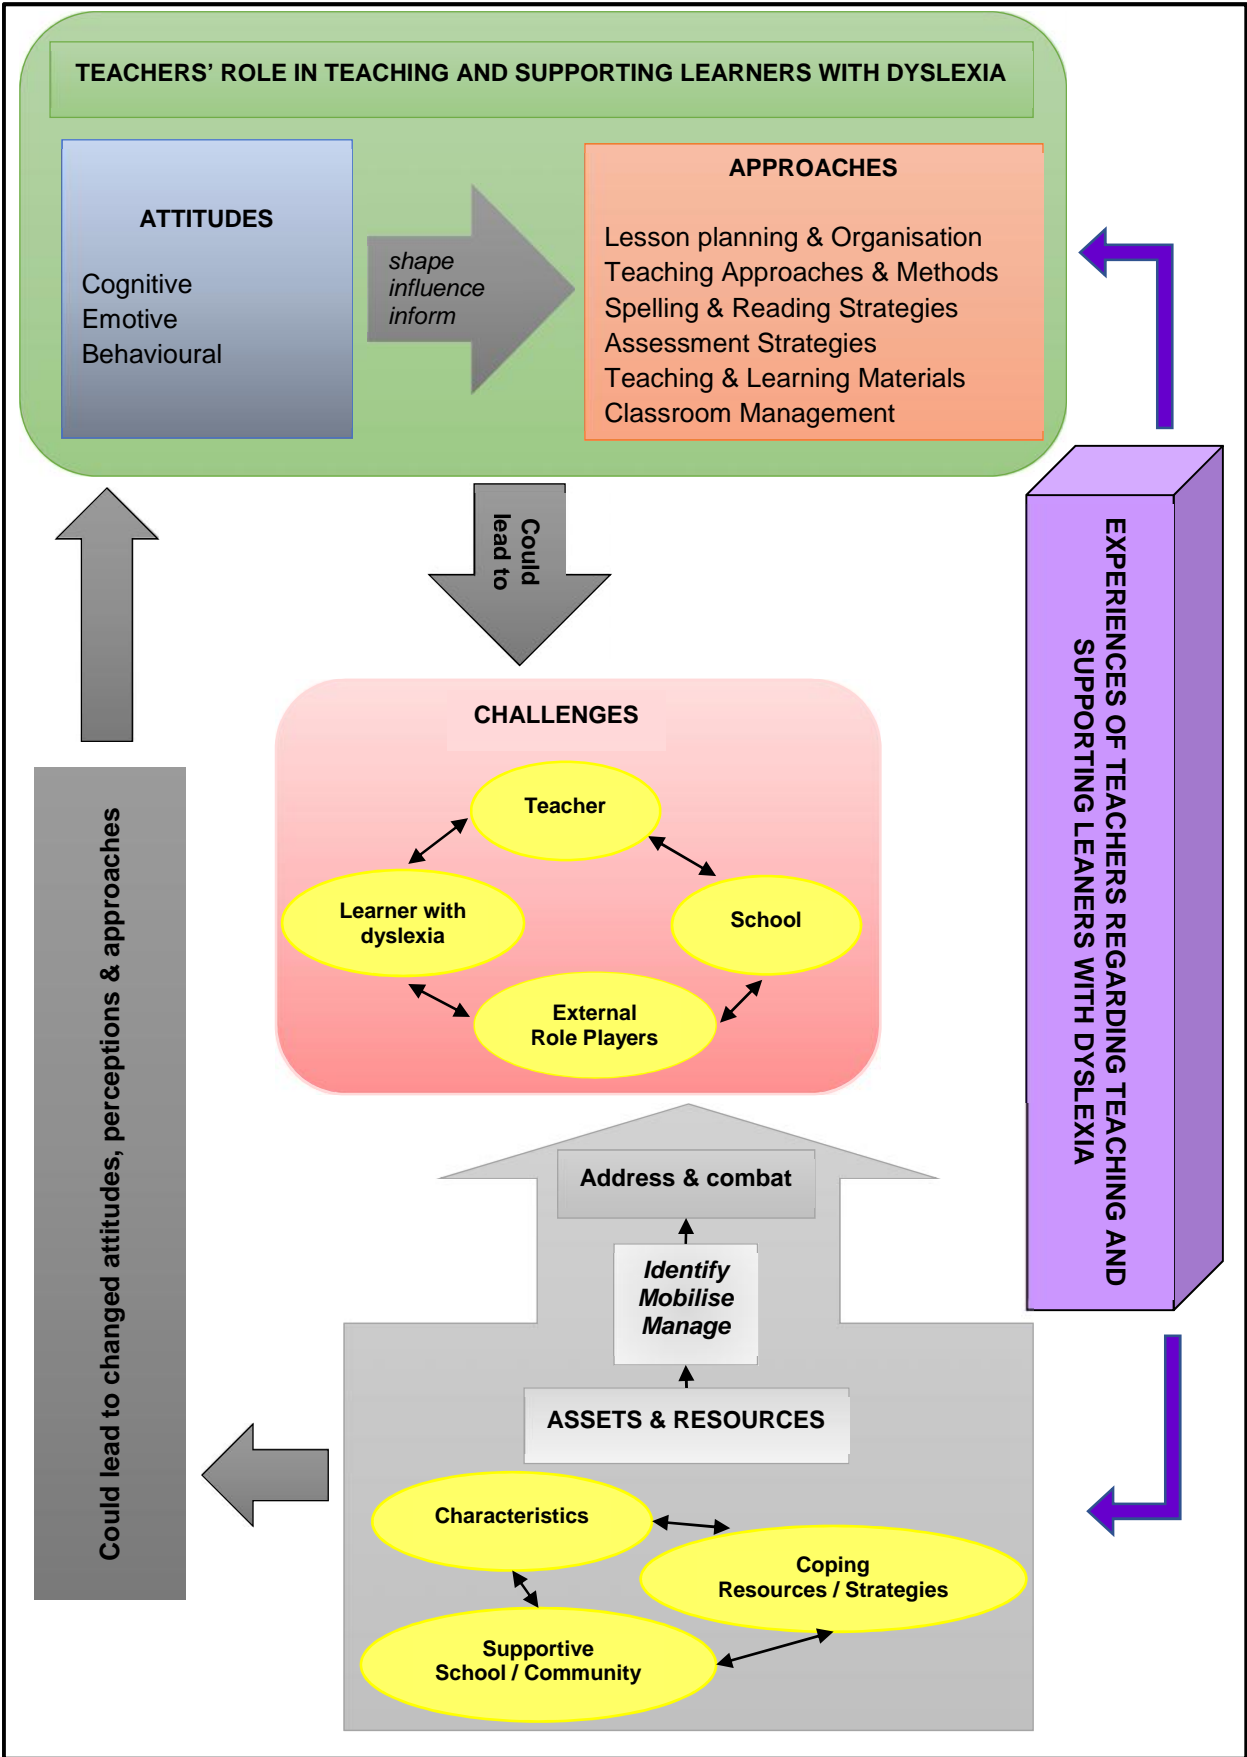 TEACHERS’ ROLE IN TEACHING AND SUPPORTING LEARNERS WITH DYSLEXIA
ATTITUDES
Cognitive
Emotive
Behavioural
shape
influence
inform
APPROACHES
Lesson planning & Organisation
Teaching Approaches & Methods
Spelling & Reading Strategies
Assessment Strategies
Teaching & Learning Materials
Classroom Management
Could
lead to
EXPERIENCES OF TEACHERS REGARDING TEACHING AND
SUPPORTING LEANERS WITH DYSLEXIA
CHALLENGES
Teacher
Learner with
dyslexia
School
External
Role Players
Could lead to changed attitudes, perceptions & approaches
Address & combat
Identify
Mobilise
Manage
ASSETS & RESOURCES
Characteristics
Coping
Resources / Strategies
Supportive
School / Community